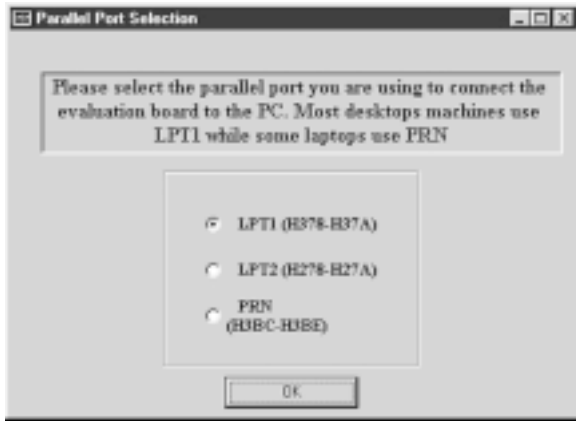 Parallel Port Selection
Please select the parallel port you are using to connect the
evaluation board to the PC. Most desktops machines use
LPT1 while some laptops use PRN
LPT1 (H378-H37A)
LPT2 (H278-H27A)
PRN
(H3BC-H3BE)
OK